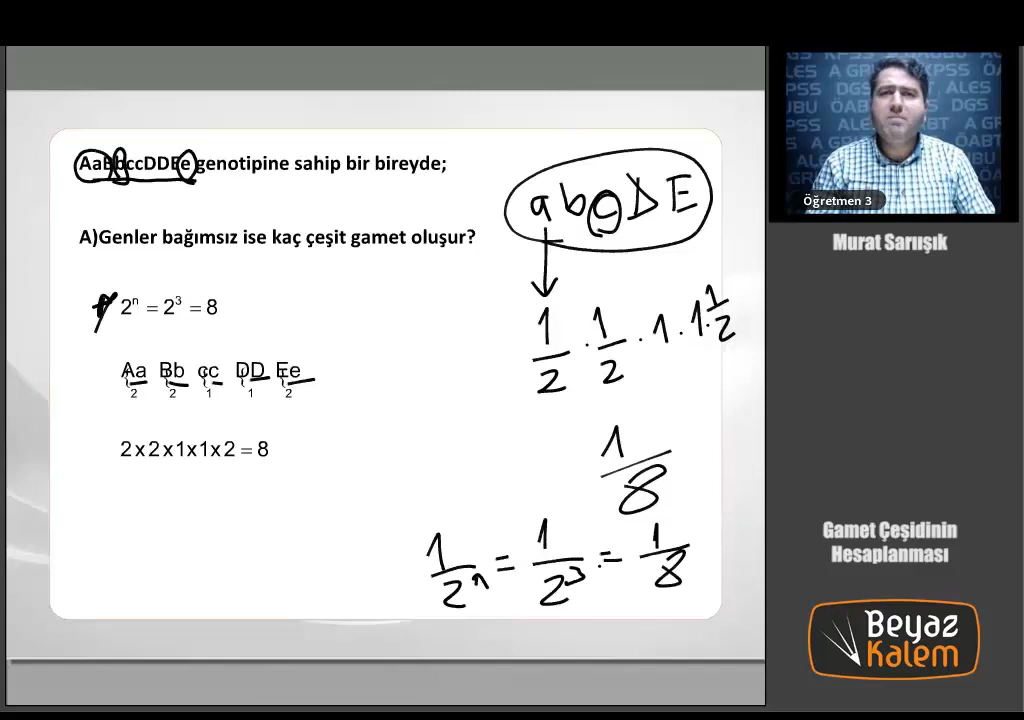 AaBbccDDEe genotipine sahip bir bireyde;
A)Genler bağımsız ise kaç çeşit gamet oluşur?
2ⁿ = 2³ = 8
Aa Bb cc DD Ee
2 2 1 1 2
2x2x1x1x2 = 8
a b c D E
1/2 · 1/2 · 1 · 1 · 1/2
1/8
1/2ⁿ = 1/2³ = 1/8
Öğretmen 3
Murat Sarıışık
Gamet Çeşidinin
Hesaplanması
Beyaz
Kalem